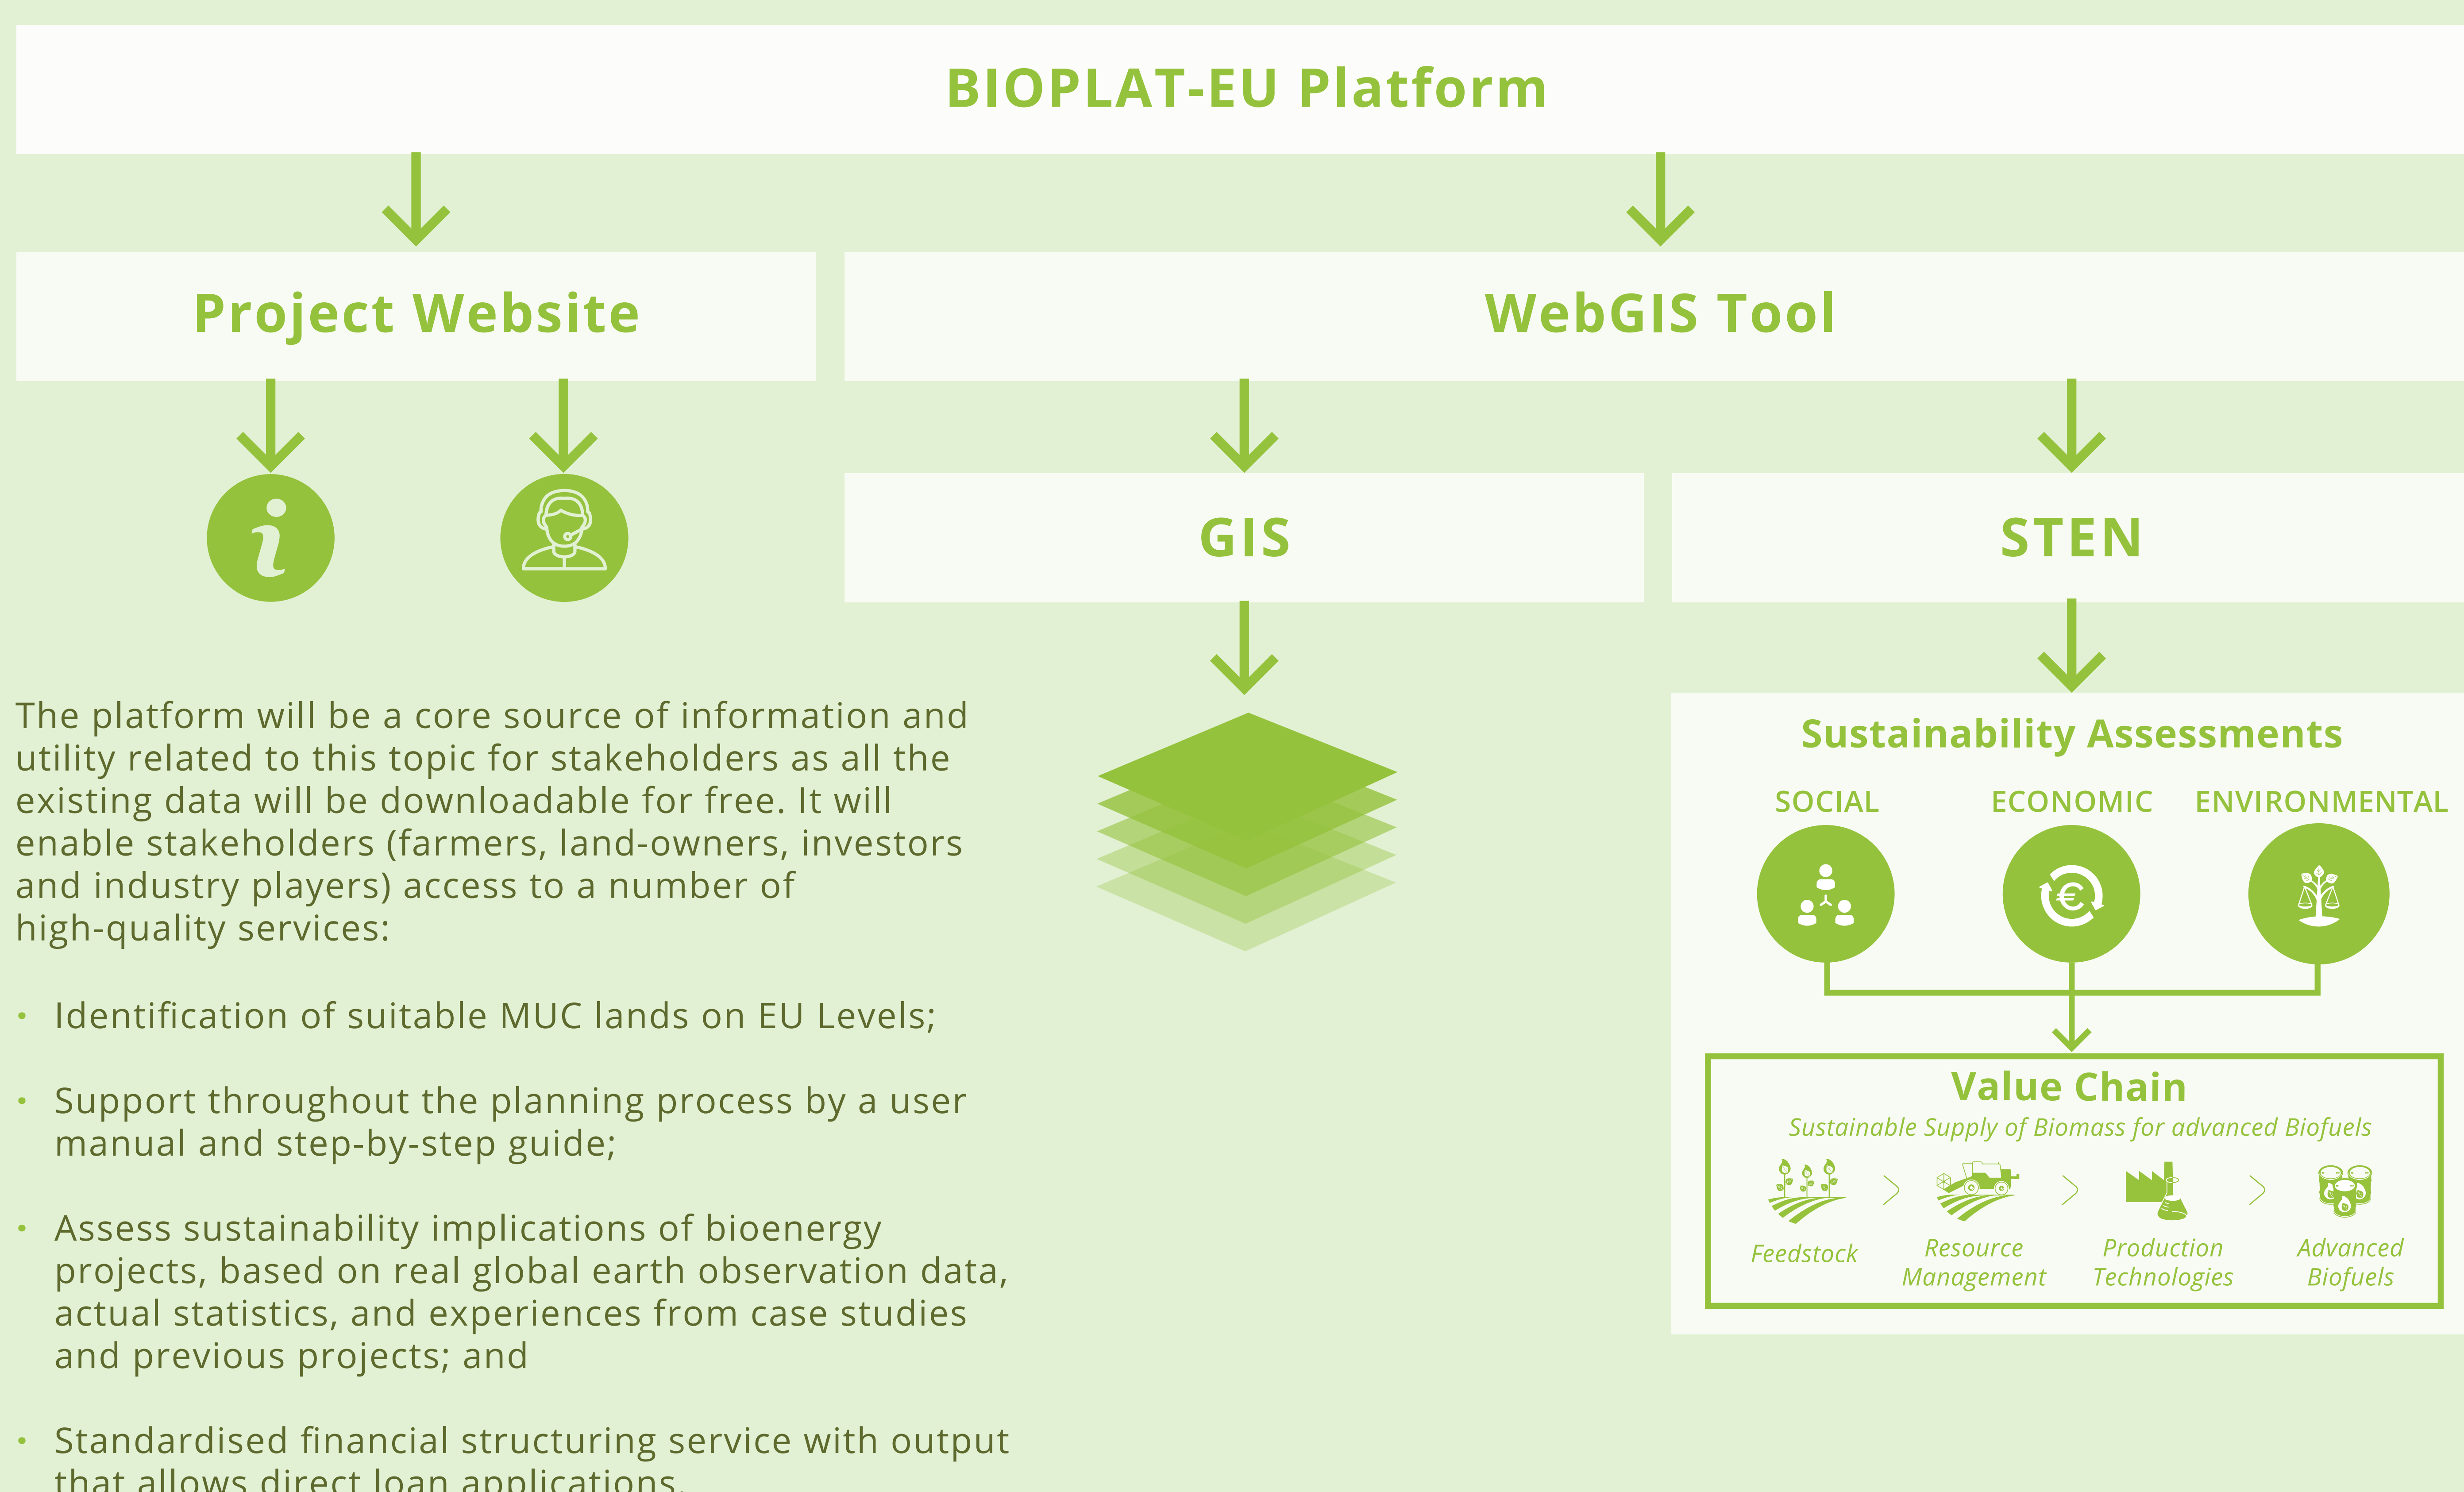 BIOPLAT-EU Platform
Project Website
WebGIS Tool
GIS
STEN
The platform will be a core source of information and
utility related to this topic for stakeholders as all the
existing data will be downloadable for free. It will
enable stakeholders (farmers, land-owners, investors
and industry players) access to a number of
high-quality services:
· Identification of suitable MUC lands on EU Levels;
· Support throughout the planning process by a user
manual and step-by-step guide;
· Assess sustainability implications of bioenergy
projects, based on real global earth observation data,
actual statistics, and experiences from case studies
and previous projects; and
· Standardised financial structuring service with output
that allows direct loan applications.
Sustainability Assessments
SOCIAL
ECONOMIC
ENVIRONMENTAL
Value Chain
Sustainable Supply of Biomass for advanced Biofuels
Feedstock
Resource
Management
Production
Technologies
Advanced
Biofuels